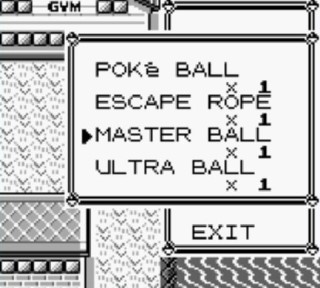 GYM
POKé BALL
× 1
ESCAPE ROPE
× 1
▶MASTER BALL
× 1
ULTRA BALL
× 1
EXIT